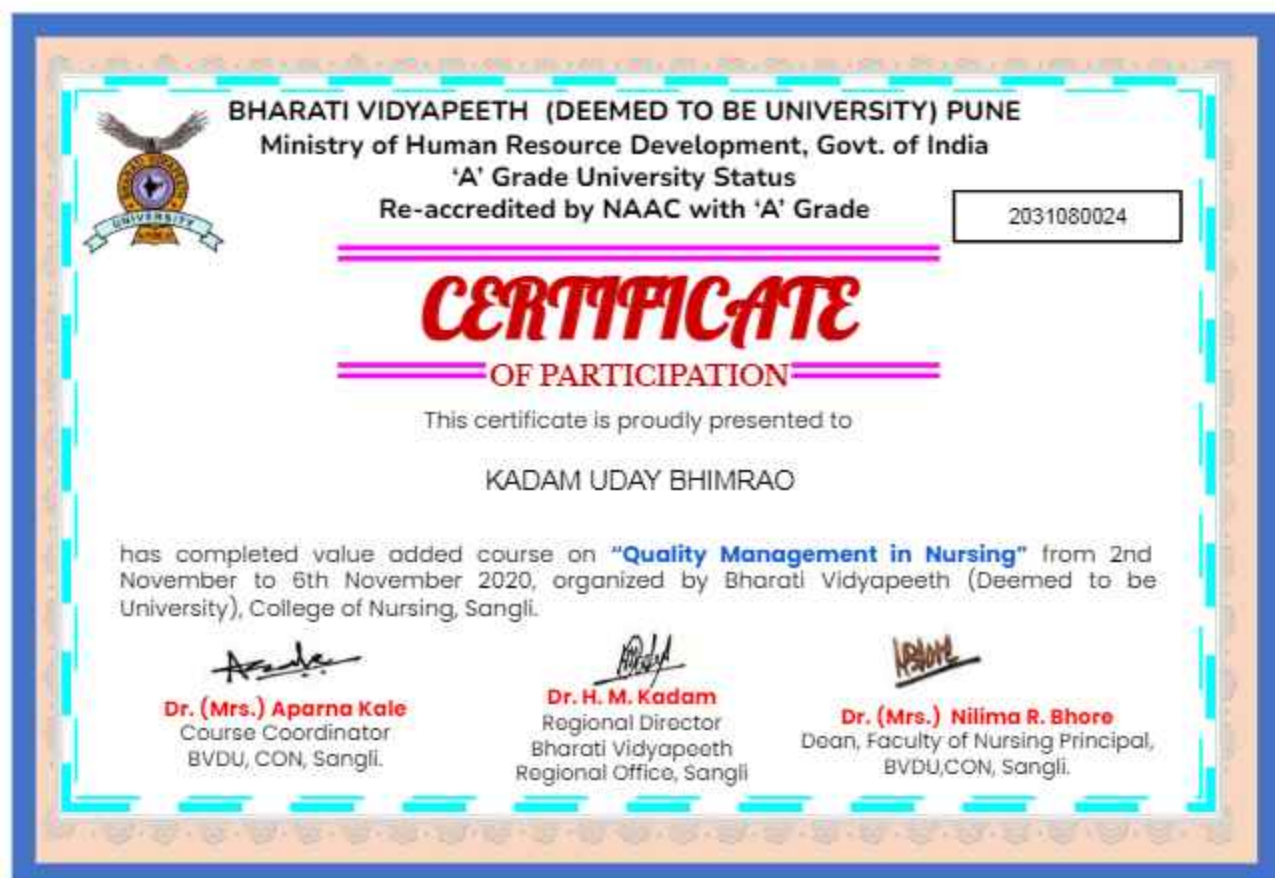 BHARATI VIDYAPEETH (DEEMED TO BE UNIVERSITY) PUNE
Ministry of Human Resource Development, Govt. of India
‘A’ Grade University Status
Re-accredited by NAAC with ‘A’ Grade
2031080024
BHARATI VIDYAPEETH
UNIVERSITY
CERTIFICATE
OF PARTICIPATION
This certificate is proudly presented to
KADAM UDAY BHIMRAO
has completed value added course on "Quality Management in Nursing" from 2nd
November to 6th November 2020, organized by Bharati Vidyapeeth (Deemed to be
University), College of Nursing, Sangli.
Dr. (Mrs.) Aparna Kale
Course Coordinator
BVDU, CON, Sangli.
Dr. H. M. Kadam
Regional Director
Bharati Vidyapeeth
Regional Office, Sangli
Dr. (Mrs.) Nilima R. Bhore
Dean, Faculty of Nursing Principal,
BVDU,CON, Sangli.